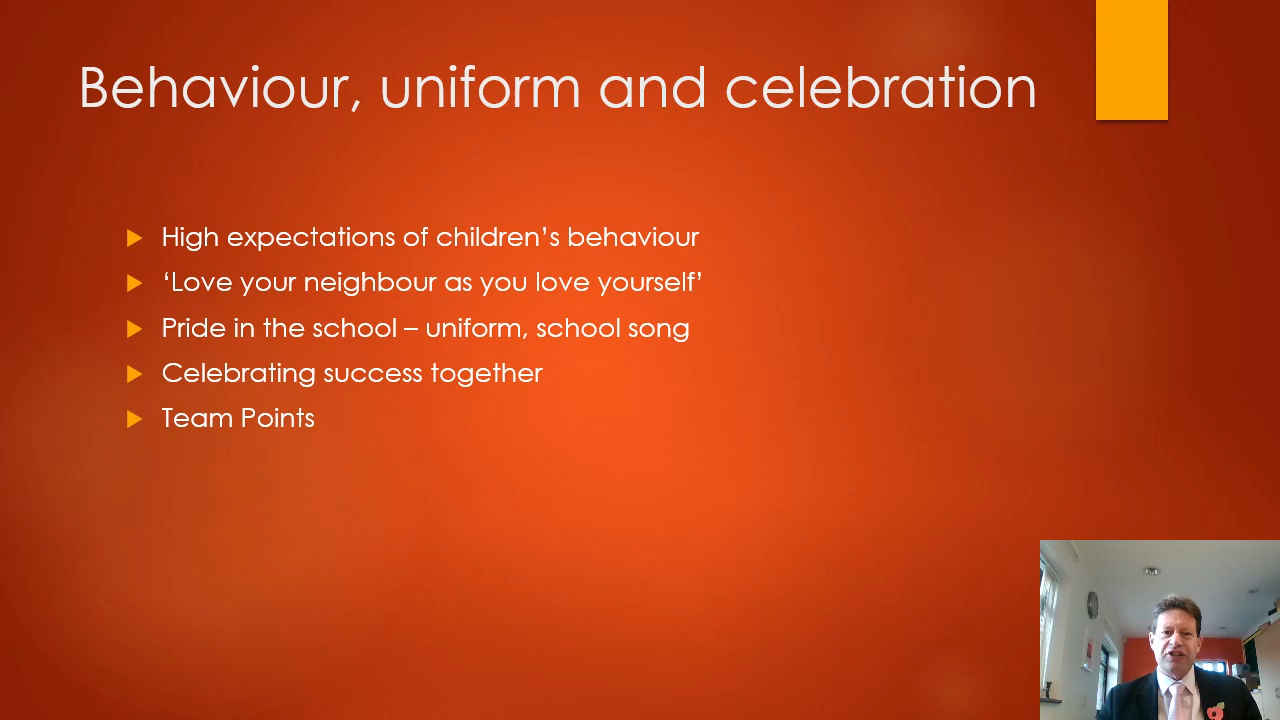 Behaviour, uniform and celebration
High expectations of children’s behaviour
‘Love your neighbour as you love yourself’
Pride in the school – uniform, school song
Celebrating success together
Team Points